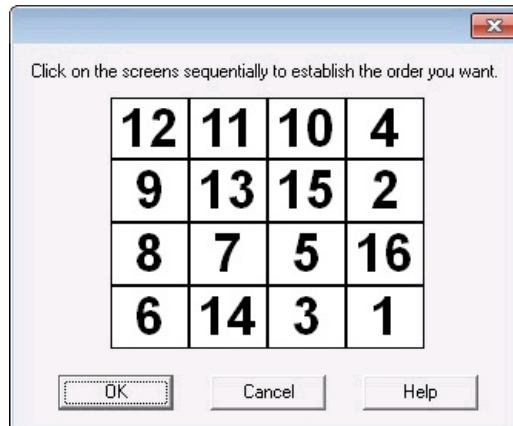 Click on the screens sequentially to establish the order you want.
12 11 10 4
9 13 15 2
8 7 5 16
6 14 3 1
OK Cancel Help